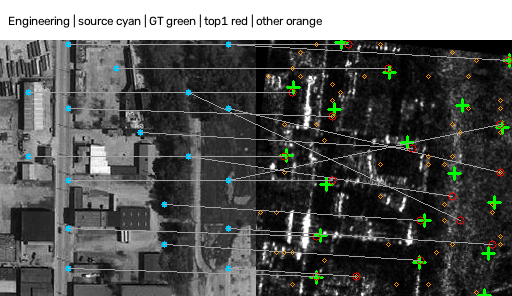 Engineering | source cyan | GT green | top1 red | other orange